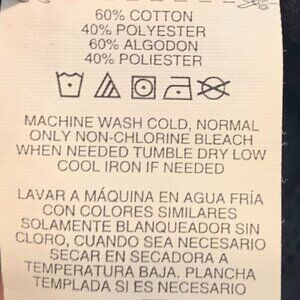 60% COTTON
40% POLYESTER
60% ALGODON
40% POLIESTER
MACHINE WASH COLD, NORMAL
ONLY NON-CHLORINE BLEACH
WHEN NEEDED TUMBLE DRY LOW
COOL IRON IF NEEDED
LAVAR A MÁQUINA EN AGUA FRÍA
CON COLORES SIMILARES
SOLAMENTE BLANQUEADOR SIN
CLORO, CUANDO SEA NECESARIO
SECAR EN SECADORA A
TEMPERATURA BAJA. PLANCHA
TEMPLADA SI ES NECESARIO